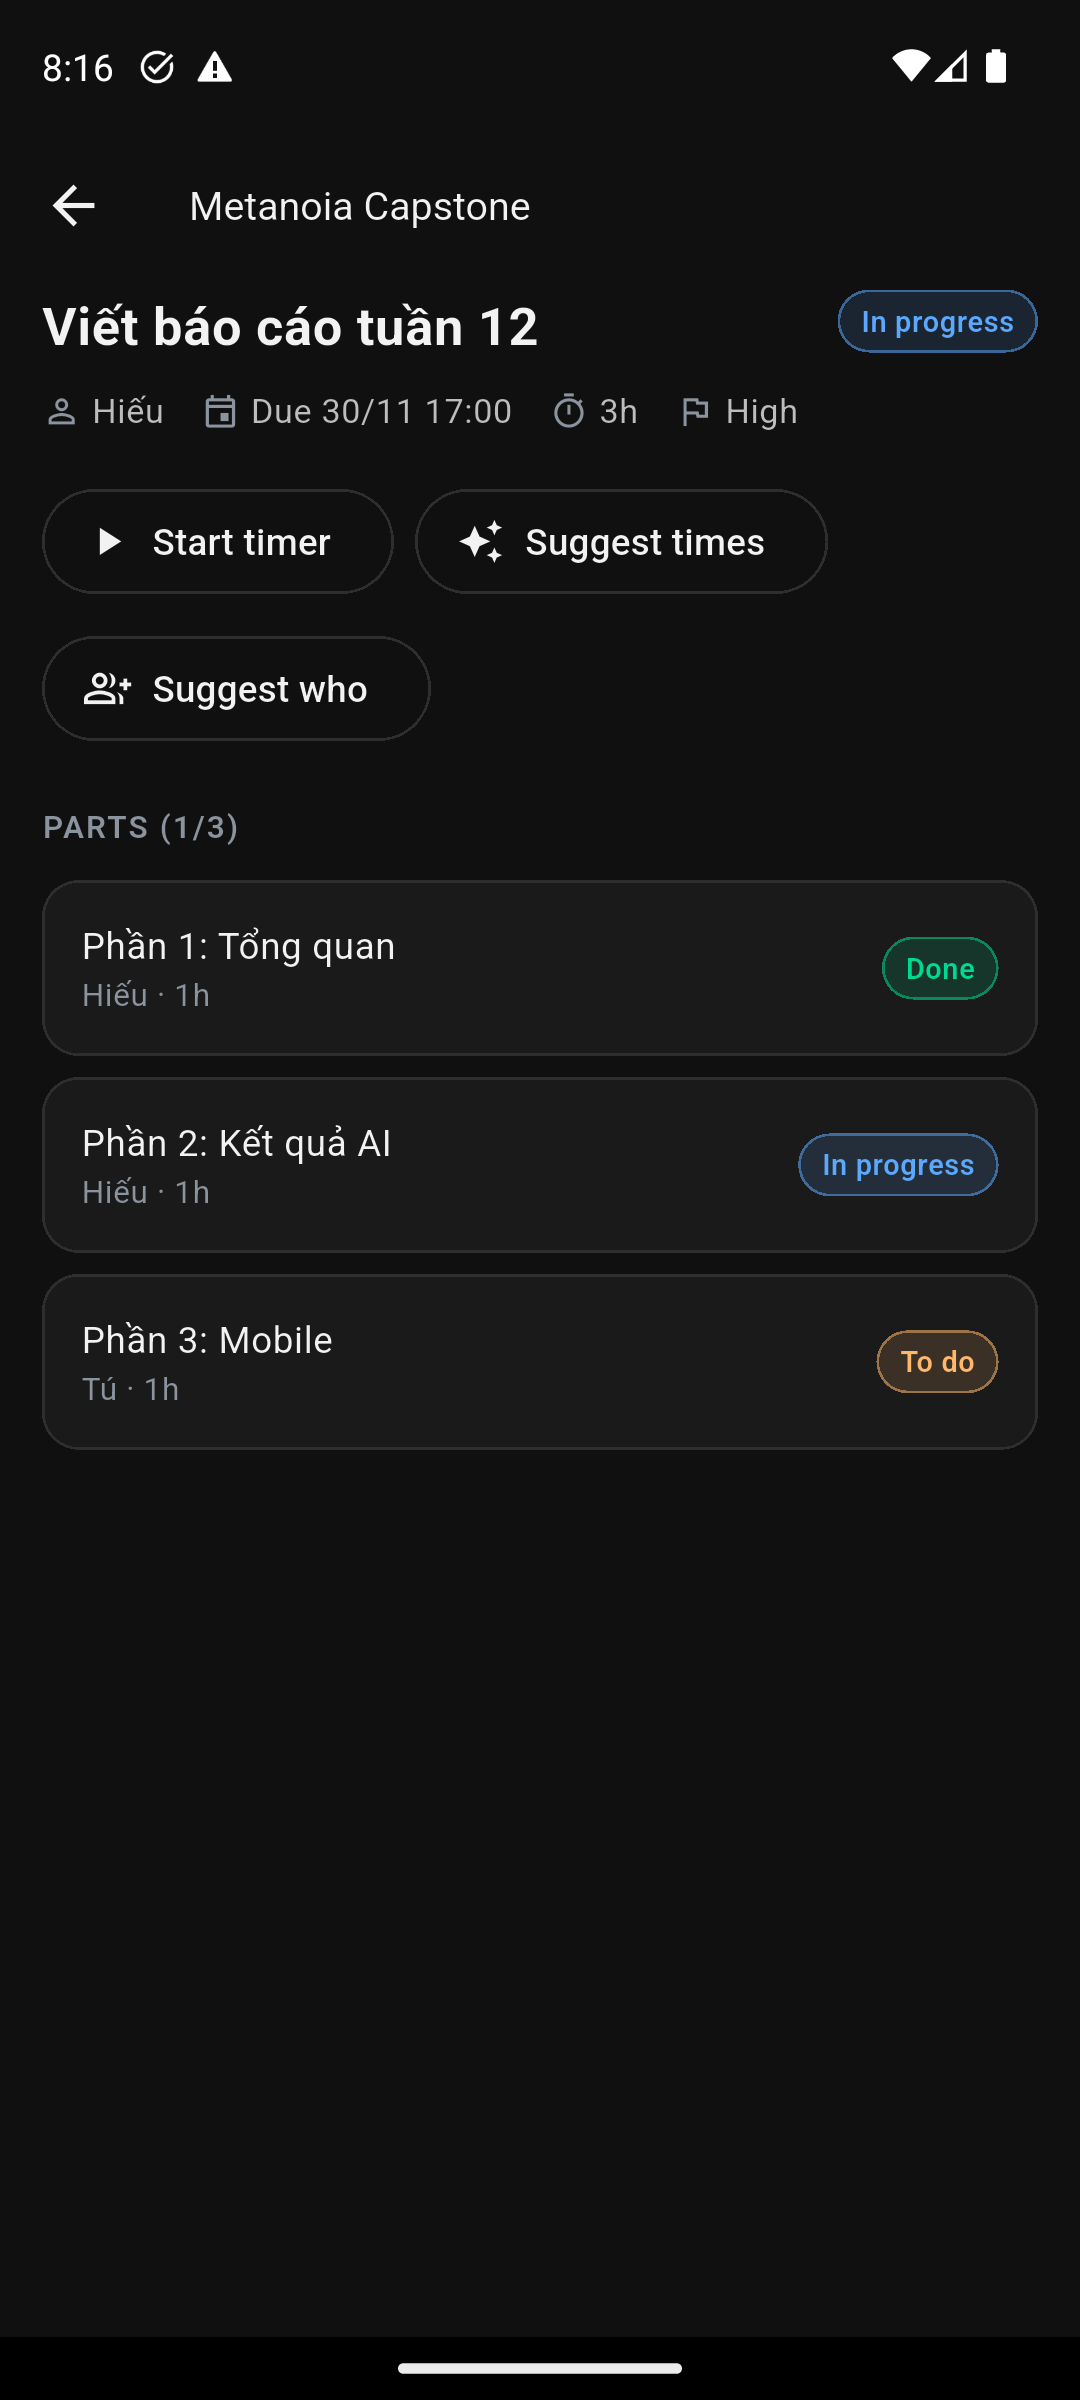 8:16
Metanoia Capstone
Viết báo cáo tuần 12
In progress
Hiếu Due 30/11 17:00 3h High
Start timer
Suggest times
Suggest who
PARTS (1/3)
Phần 1: Tổng quan
Hiếu · 1h
Done
Phần 2: Kết quả AI
Hiếu · 1h
In progress
Phần 3: Mobile
Tú · 1h
To do